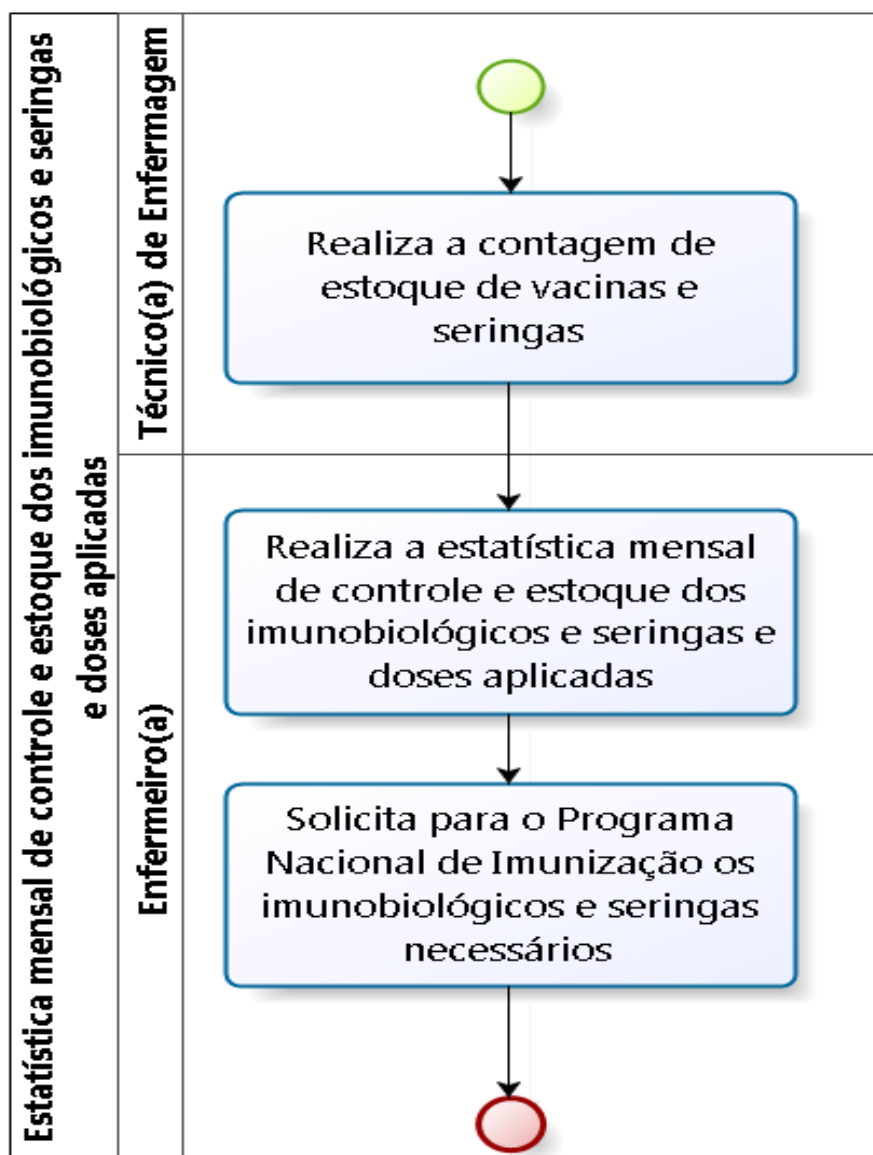 Estatística mensal de controle e estoque dos imunobiológicos e seringas
e doses aplicadas
Técnico(a) de Enfermagem
Realiza a contagem de
estoque de vacinas e
seringas
Enfermeiro(a)
Realiza a estatística mensal
de controle e estoque dos
imunobiológicos e seringas e
doses aplicadas
Solicita para o Programa
Nacional de Imunização os
imunobiológicos e seringas
necessários